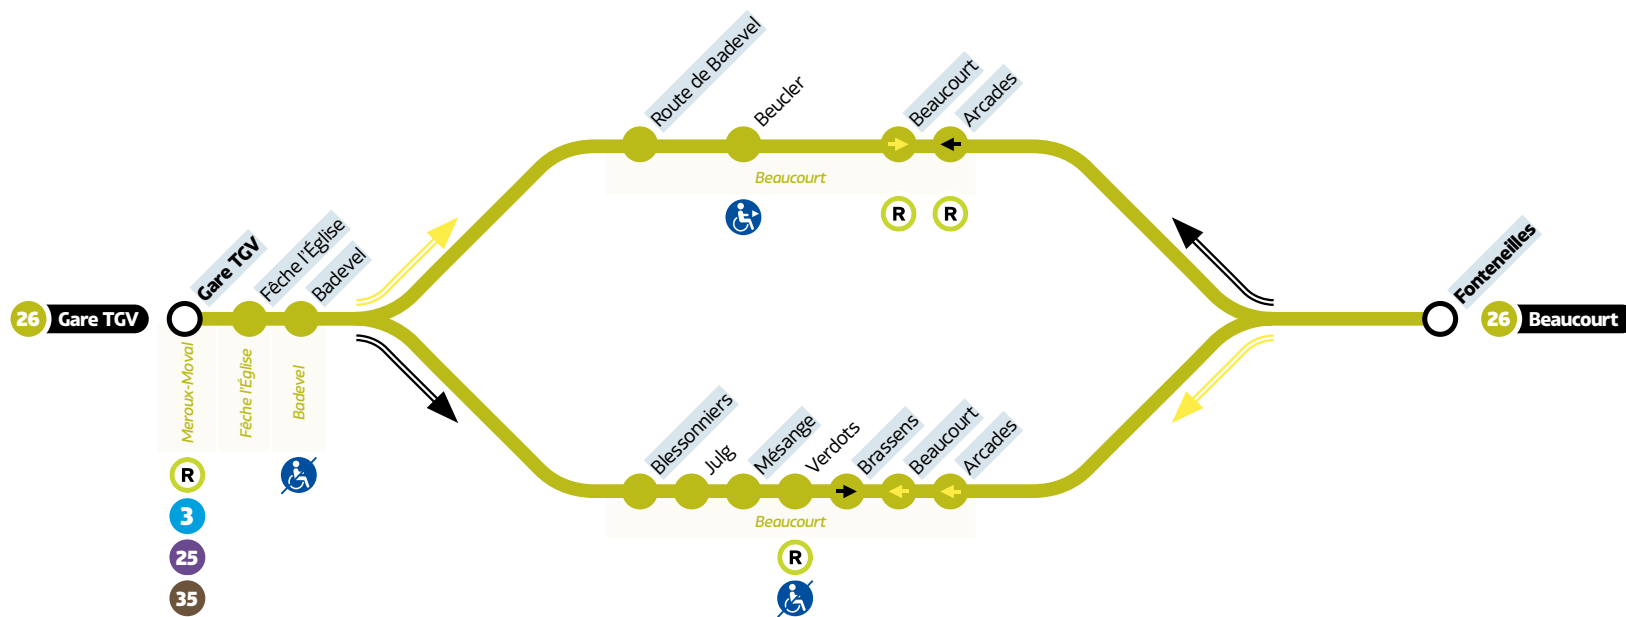 Route de Badevel
Beucler
Beaucourt
Arcades
Beaucourt
R
R
26 Gare TGV
Gare TGV
Fêche l'Église
Badevel
Meroux-Moval
Fêche l'Église
Badevel
R
3
25
35
Fonteneilles
26 Beaucourt
Blessonniers
Julg
Mésange
Verdots
Brassens
Beaucourt
Arcades
Beaucourt
R